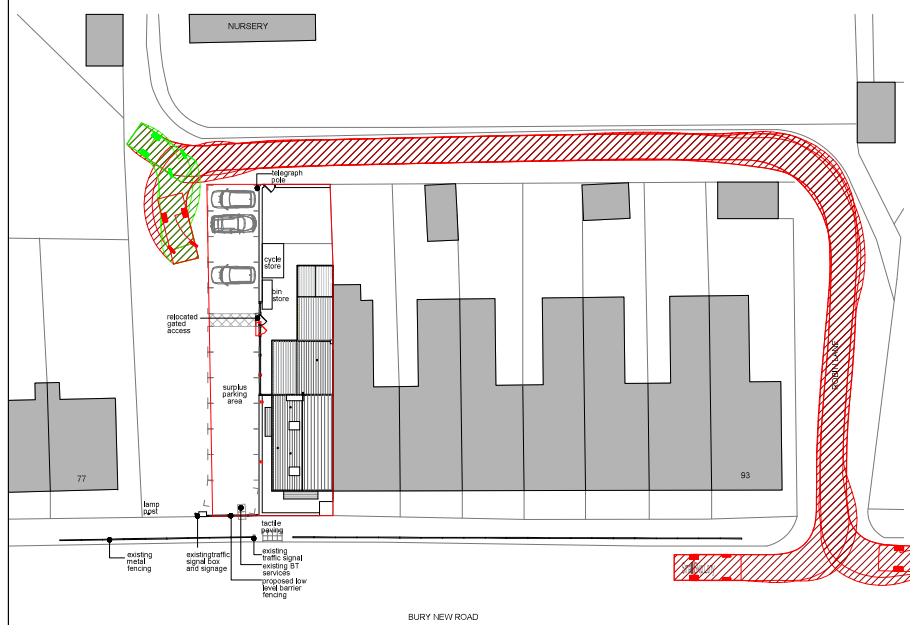 NURSERY
telegraph
pole
cycle
store
bin
store
relocated
gated
access
surplus
parking
area
ROBIN LANE
77
93
lamp
post
tactile
paving
existing
metal
fencing
existingtraffic
signal box
and signage
existing
traffic signal
existing BT
services
proposed low
level barrier
fencing
BURY NEW ROAD